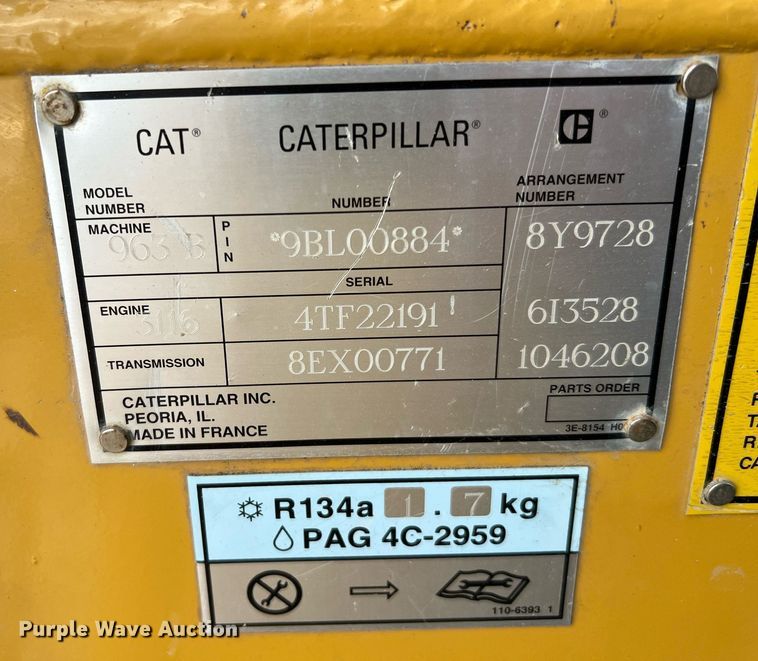 CAT® CATERPILLAR® C®
MODEL NUMBER NUMBER ARRANGEMENT NUMBER
MACHINE 963 B PIN *9BL00884* 8Y9728
SERIAL
ENGINE 3116 4TF22191 6I3528
TRANSMISSION 8EX00771 1046208
CATERPILLAR INC. PARTS ORDER
PEORIA, IL.
MADE IN FRANCE 3E-8154
R134a 1.7 kg
PAG 4C-2959
110-6393 1
Purple Wave Auction